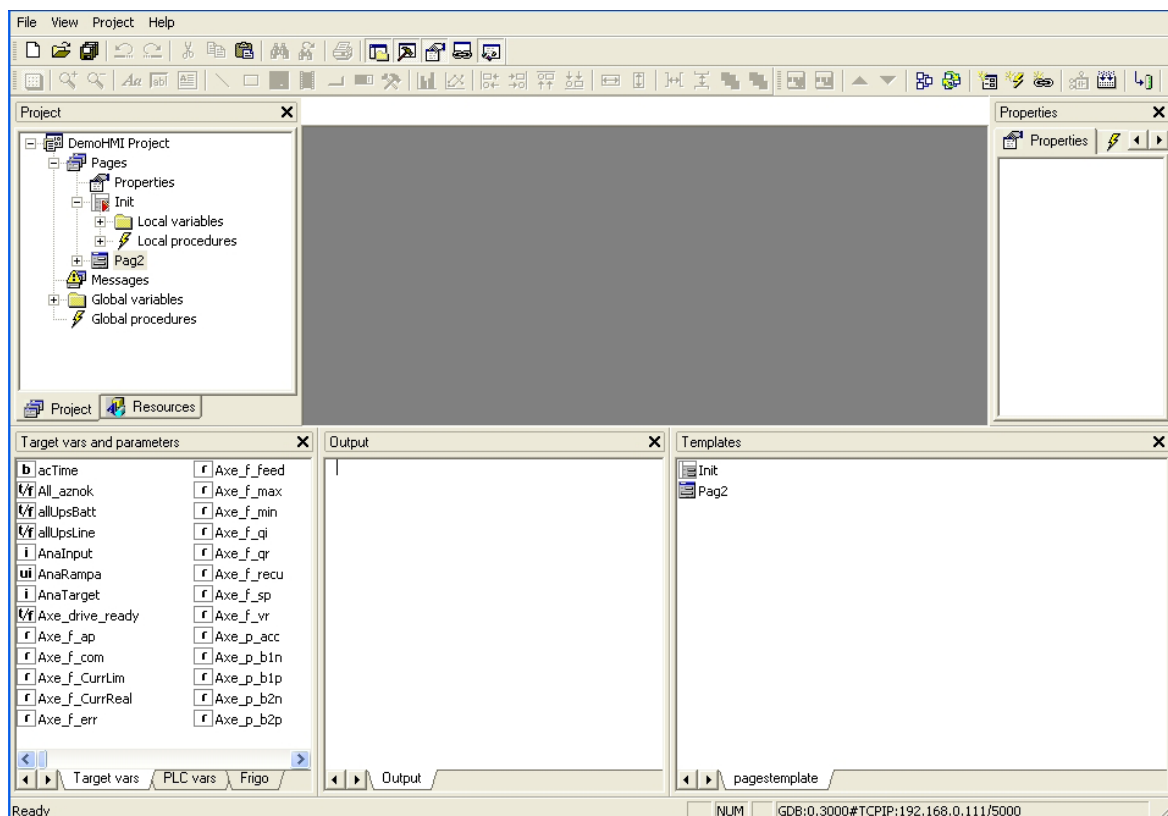 File View Project Help
Project
Properties
DemoHMI Project
Pages
Properties
Init
Local variables
Local procedures
Pag2
Messages
Global variables
Global procedures
Project Resources
Properties
Target vars and parameters
b acTime
t/f All_aznok
t/f allUpsBatt
t/f allUpsLine
i AnaInput
ui AnaRampa
i AnaTarget
t/f Axe_drive_ready
r Axe_f_ap
r Axe_f_com
r Axe_f_CurrLim
r Axe_f_CurrReal
r Axe_f_err
r Axe_f_feed
r Axe_f_max
r Axe_f_min
r Axe_f_qi
r Axe_f_qr
r Axe_f_recu
r Axe_f_sp
r Axe_f_vr
r Axe_p_acc
r Axe_p_b1n
r Axe_p_b1p
r Axe_p_b2n
r Axe_p_b2p
Target vars PLC vars Frigo
Output
Output
Templates
Init
Pag2
pagestemplate
Ready
NUM
GDB:0.3000#TCPIP:192.168.0.111/5000